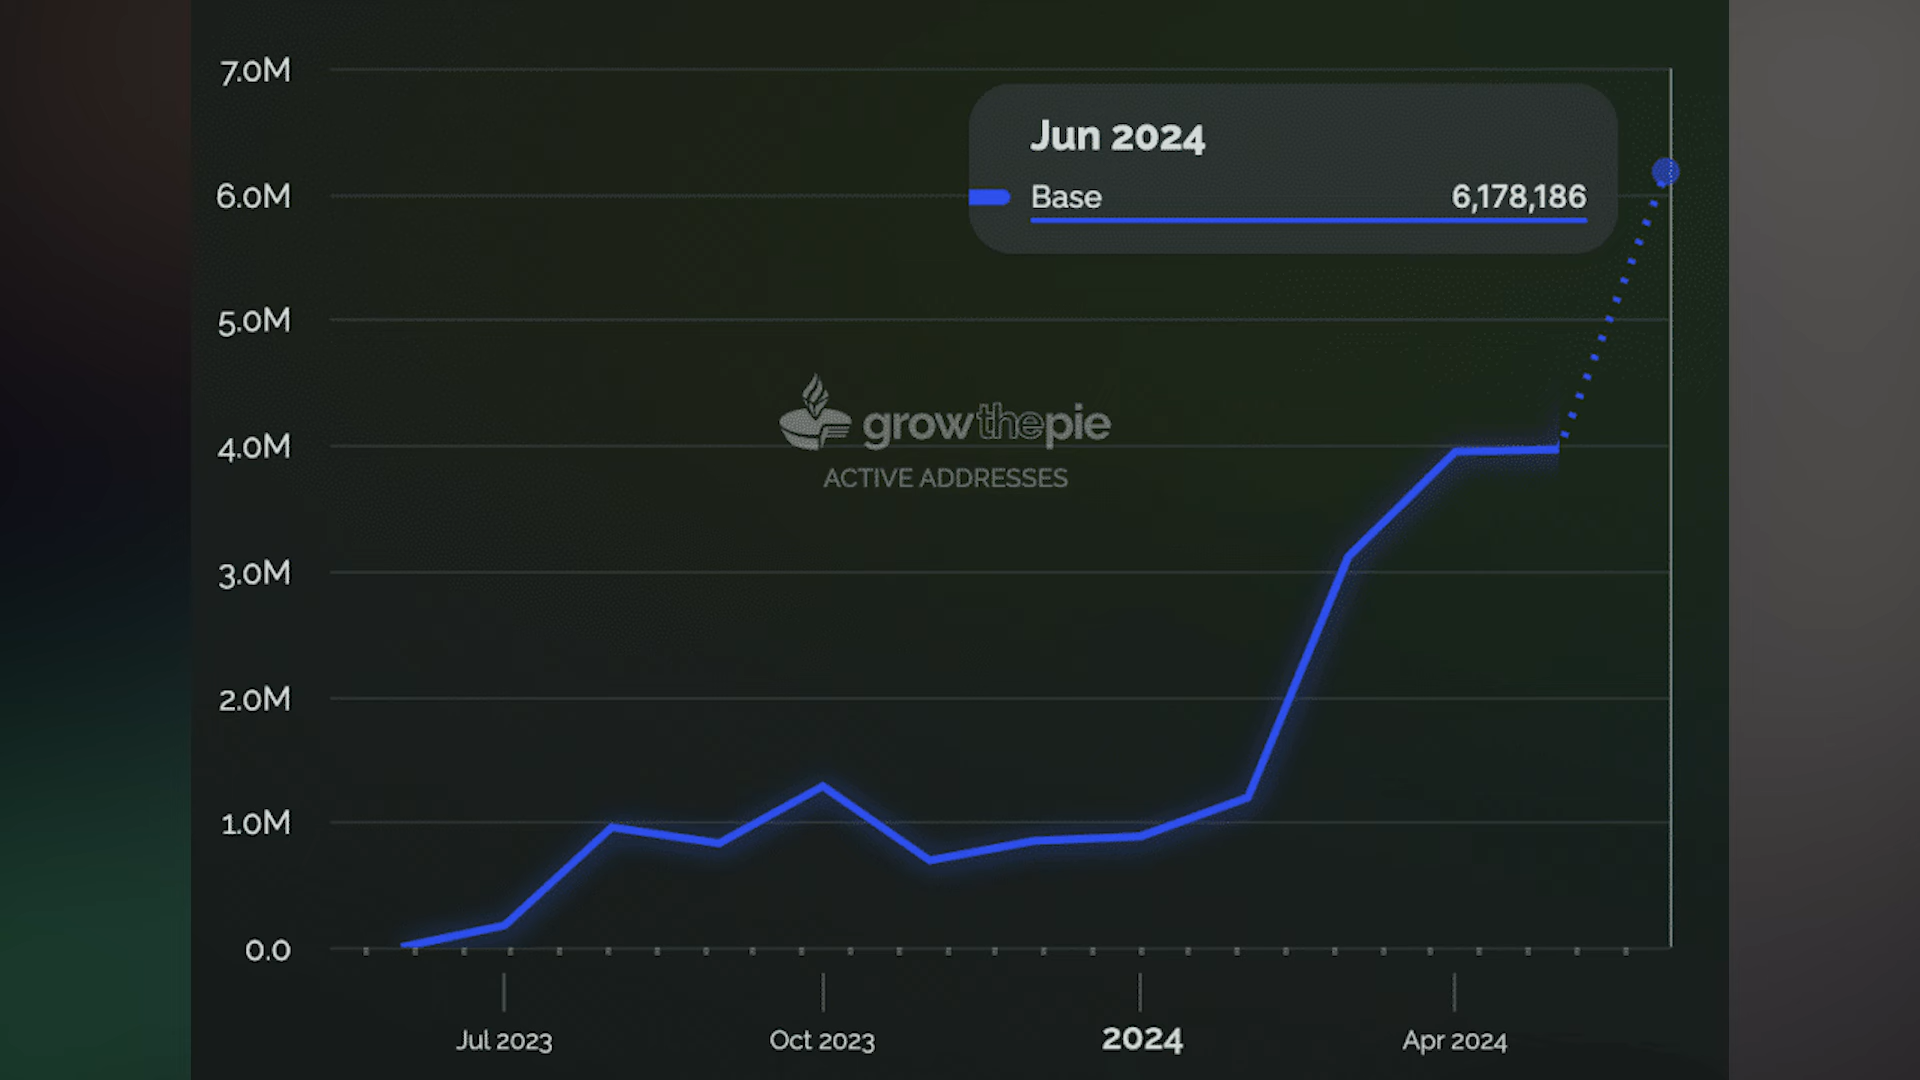 7.0M
Jun 2024
6.0M
Base 6,178,186
5.0M
4.0M
growthepie
ACTIVE ADDRESSES
3.0M
2.0M
1.0M
0.0
Jul 2023 Oct 2023 2024 Apr 2024